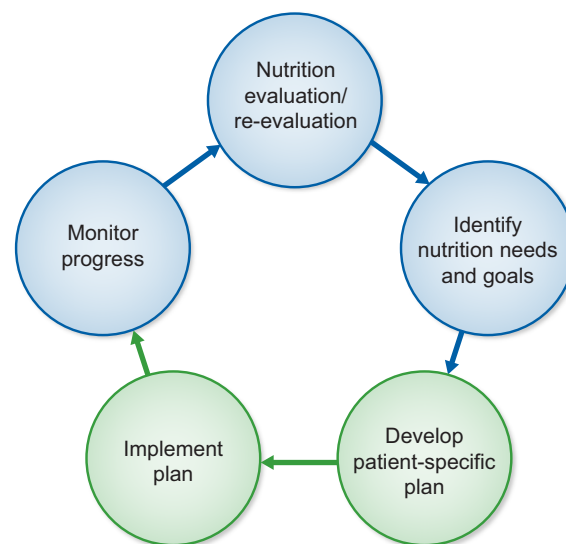 Nutrition
evaluation/
re-evaluation
Identify
nutrition needs
and goals
Develop
patient-specific
plan
Implement
plan
Monitor
progress